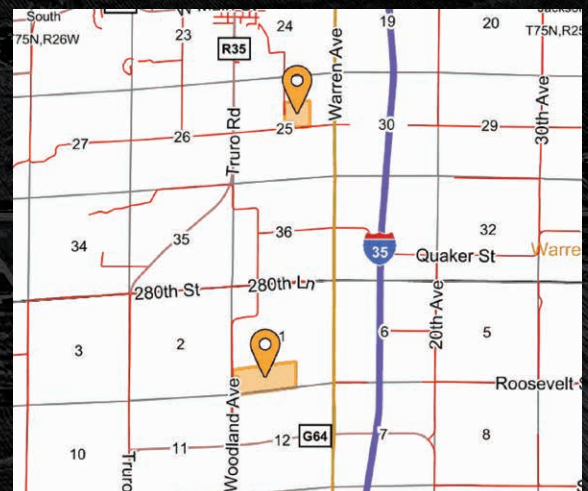 South
24
19
20
T75N,R26W
23
R35
Warren Ave
30th Ave
Truro Rd
27
26
25
30
29
34
35
36
32
35
Quaker St
Warre
280th St
280th Ln
20th Ave
3
2
1
6
5
Roosevelt
Woodland Ave
10
11
12
G64
7
8
Truro